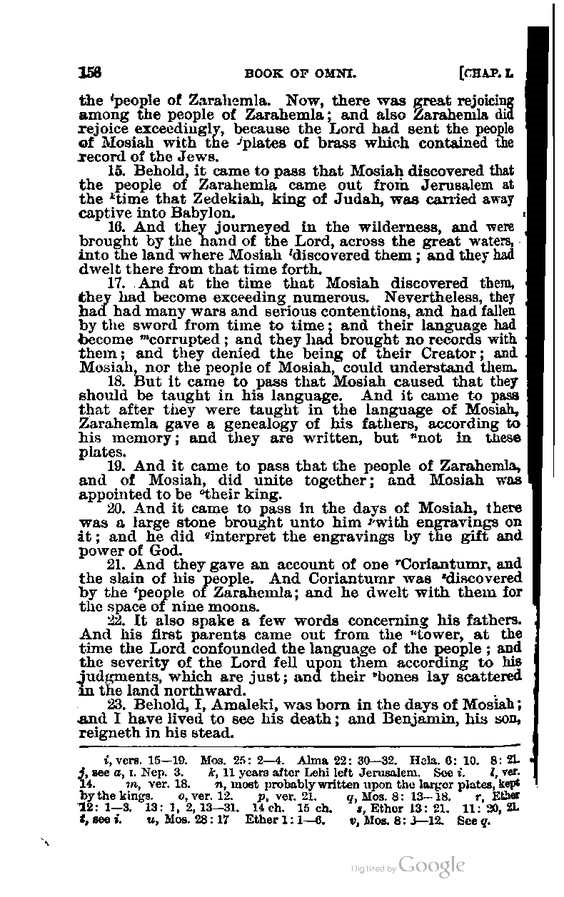 158 BOOK OF OMNI. [CHAP. I.
the ⁱpeople of Zarahemla. Now, there was great rejoicing
among the people of Zarahemla; and also Zarahemla did
rejoice exceedingly, because the Lord had sent the people
of Mosiah with the ʲplates of brass which contained the
record of the Jews.
15. Behold, it came to pass that Mosiah discovered that
the people of Zarahemla came out from Jerusalem at
the ᵏtime that Zedekiah, king of Judah, was carried away
captive into Babylon.
16. And they journeyed in the wilderness, and were
brought by the hand of the Lord, across the great waters,
into the land where Mosiah ˡdiscovered them; and they had
dwelt there from that time forth.
17. And at the time that Mosiah discovered them,
they had become exceeding numerous. Nevertheless, they
had had many wars and serious contentions, and had fallen
by the sword from time to time; and their language had
become ᵐcorrupted; and they had brought no records with
them; and they denied the being of their Creator; and
Mosiah, nor the people of Mosiah, could understand them.
18. But it came to pass that Mosiah caused that they
should be taught in his language. And it came to pass
that after they were taught in the language of Mosiah,
Zarahemla gave a genealogy of his fathers, according to
his memory; and they are written, but ⁿnot in these
plates.
19. And it came to pass that the people of Zarahemla,
and of Mosiah, did unite together; and Mosiah was
appointed to be ᵒtheir king.
20. And it came to pass in the days of Mosiah, there
was a large stone brought unto him ᵖwith engravings on
it; and he did qinterpret the engravings by the gift and
power of God.
21. And they gave an account of one ʳCoriantumr, and
the slain of his people. And Coriantumr was ˢdiscovered
by the ᵗpeople of Zarahemla; and he dwelt with them for
the space of nine moons.
22. It also spake a few words concerning his fathers.
And his first parents came out from the ᵘtower, at the
time the Lord confounded the language of the people; and
the severity of the Lord fell upon them according to his
judgments, which are just; and their ᵛbones lay scattered
in the land northward.
23. Behold, I, Amaleki, was born in the days of Mosiah;
and I have lived to see his death; and Benjamin, his son,
reigneth in his stead.
i, vers. 15—19. Mos. 25: 2—4. Alma 22: 30—32. Hela. 6: 10. 8: 21.
j, see a, 1. Nep. 3. k, 11 years after Lehi left Jerusalem. See i. l, ver.
14. m, ver. 18. n, most probably written upon the larger plates, kept
by the kings. o, ver. 12. p, ver. 21. q, Mos. 8: 13—18. r, Ether
12: 1—3. 13: 1, 2, 13—31. 14 ch. 15 ch. s, Ether 13: 21. 11: 20, 21.
t, see i. u, Mos. 28: 17 Ether 1: 1—6. v, Mos. 8: 3—12. See q.
Digitized by Google